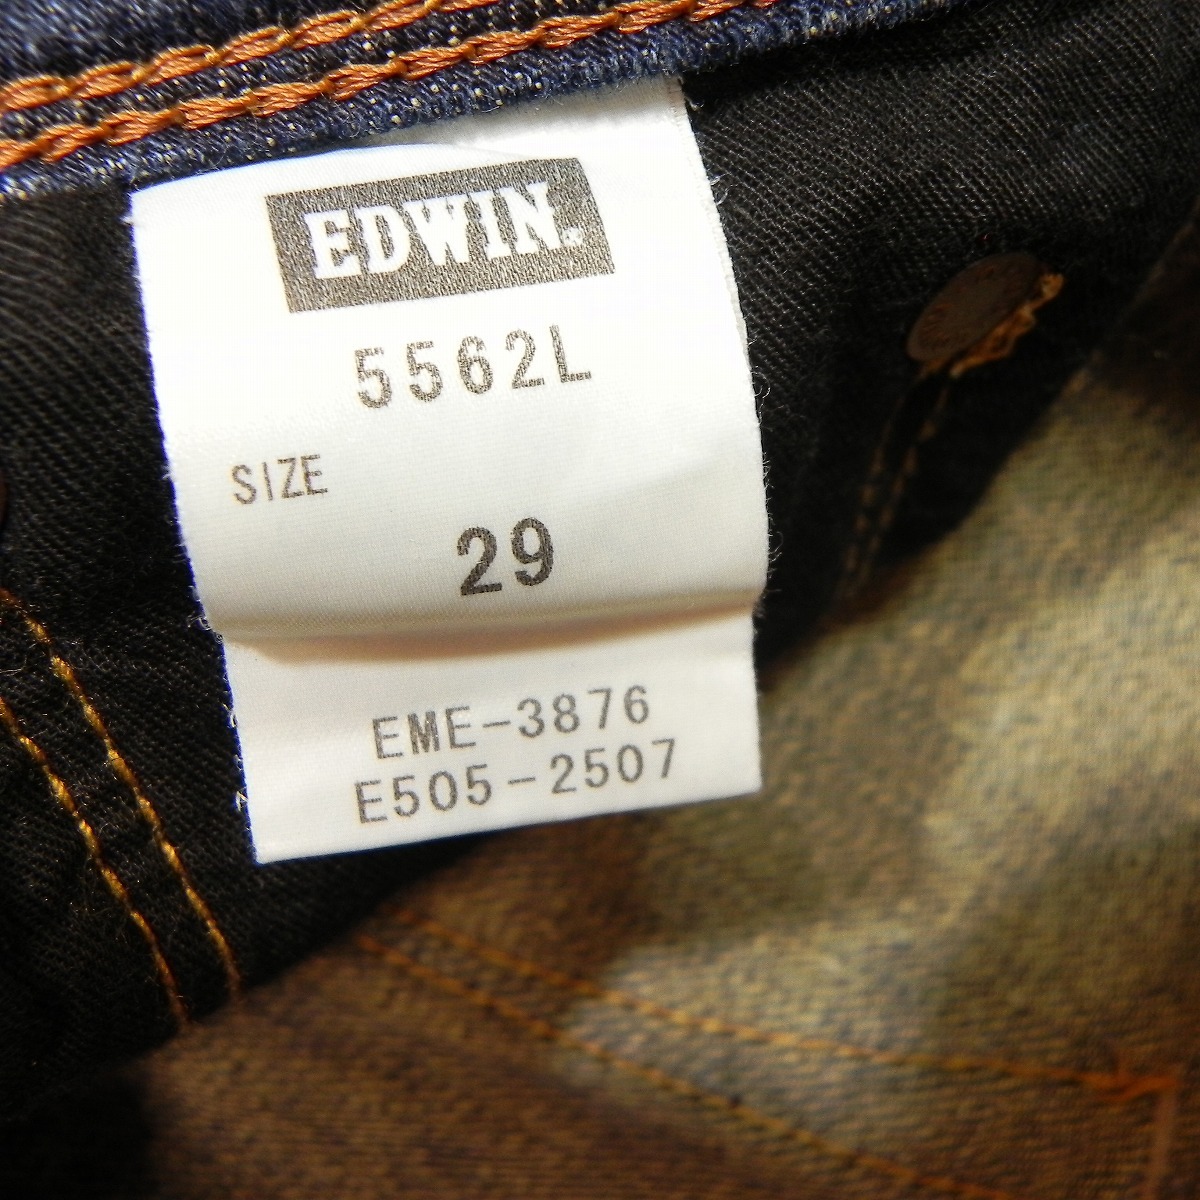 EDWIN.
5562L
SIZE
29
EME-3876
E505-2507